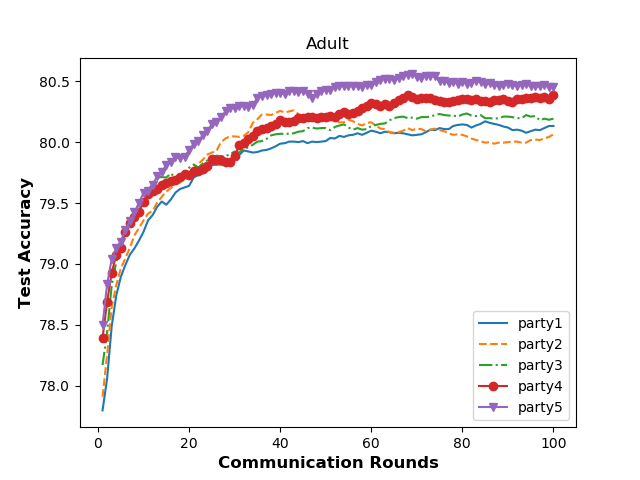 Adult
80.5
80.0
79.5
79.0
78.5
78.0
Test Accuracy
0 20 40 60 80 100
Communication Rounds
party1
party2
party3
party4
party5